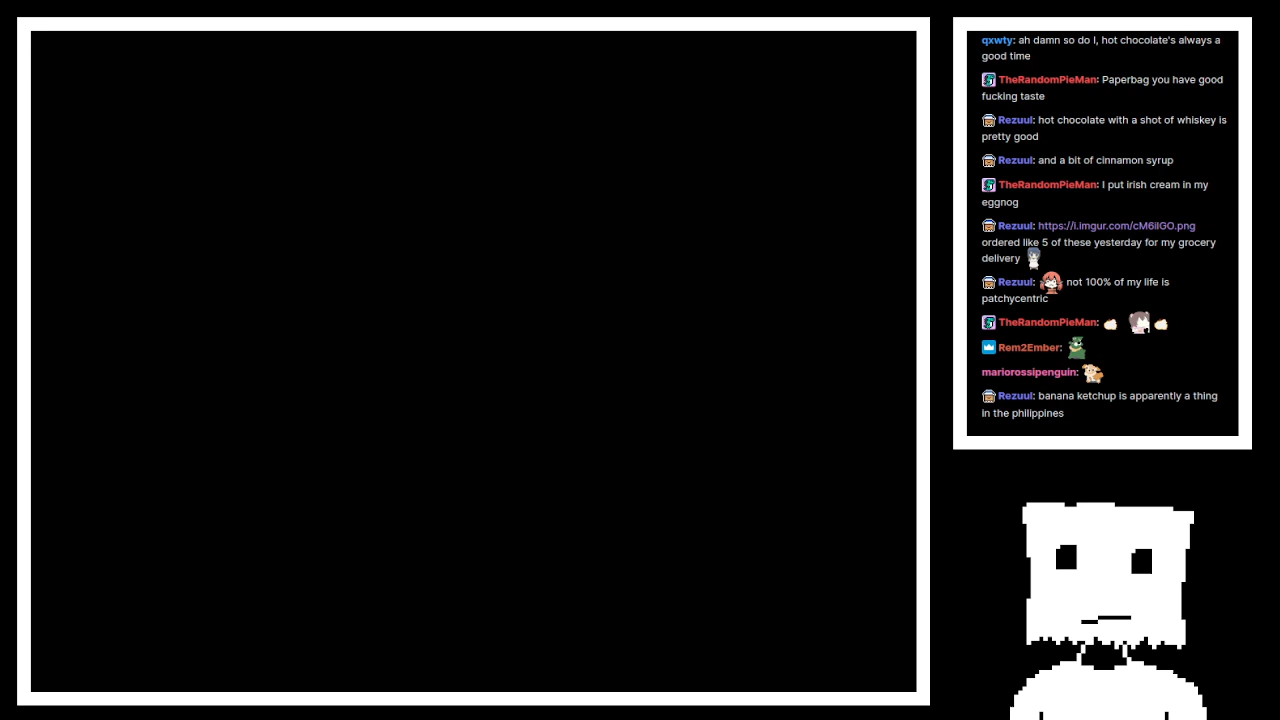 qxwty: ah damn so do I, hot chocolate's always a
good time
TheRandomPieMan: Paperbag you have good
fucking taste
Rezuul: hot chocolate with a shot of whiskey is
pretty good
Rezuul: and a bit of cinnamon syrup
TheRandomPieMan: I put irish cream in my
eggnog
Rezuul: https://i.imgur.com/cM6iIGO.png
ordered like 5 of these yesterday for my grocery
delivery
Rezuul: not 100% of my life is
patchycentric
TheRandomPieMan:
Rem2Ember:
mariorossipenguin:
Rezuul: banana ketchup is apparently a thing
in the philippines